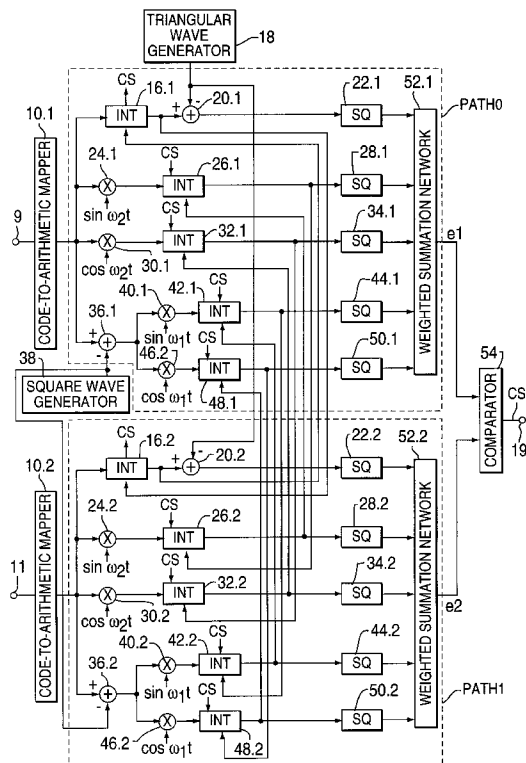 TRIANGULAR
WAVE
GENERATOR
18
CS
16.1
INT
+
-
+
20.1
22.1
SQ
52.1
PATH0
10.1
CODE-TO-ARITHMETIC MAPPER
9
24.1
X
sin ω2t
CS
26.1
INT
28.1
SQ
CS
32.1
INT
X
cos ω2t
30.1
34.1
SQ
WEIGHTED SUMMATION NETWORK
e1
36.1
+
+
-
40.1
X
sin ω1t
CS
42.1
INT
44.1
SQ
38
SQUARE WAVE
GENERATOR
46.2
X
cos ω1t
CS
INT
48.1
50.1
SQ
54
COMPARATOR
CS
19
CS
16.2
INT
+
-
+
20.2
22.2
SQ
52.2
10.2
CODE-TO-ARITHMETIC MAPPER
11
24.2
X
sin ω2t
CS
26.2
INT
28.2
SQ
CS
32.2
INT
X
cos ω2t
30.2
34.2
SQ
WEIGHTED SUMMATION NETWORK
e2
36.2
+
+
-
40.2
X
sin ω1t
CS
42.2
INT
44.2
SQ
46.2
X
cos ω1t
CS
INT
48.2
50.2
SQ
PATH1